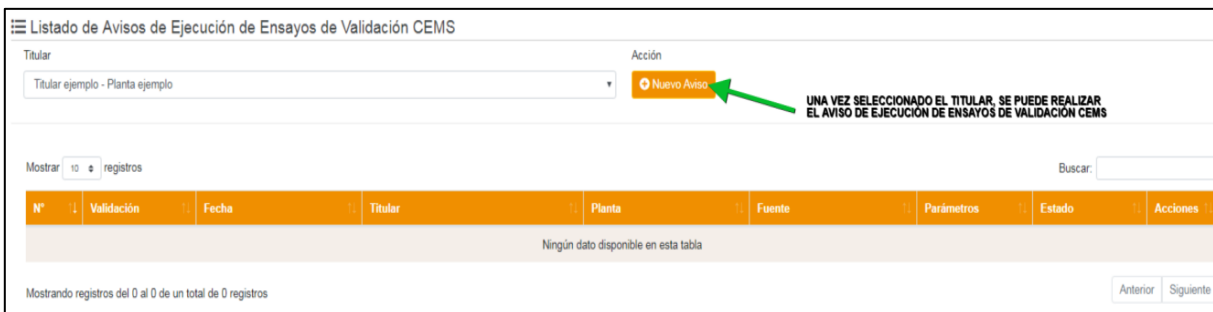 Listado de Avisos de Ejecución de Ensayos de Validación CEMS
Titular
Acción
Titular ejemplo - Planta ejemplo
Nuevo Aviso
UNA VEZ SELECCIONADO EL TITULAR, SE PUEDE REALIZAR
EL AVISO DE EJECUCIÓN DE ENSAYOS DE VALIDACIÓN CEMS
Mostrar 10 registros
Buscar:
N° Validación Fecha Titular Planta Fuente Parámetros Estado Acciones
Ningún dato disponible en esta tabla
Mostrando registros del 0 al 0 de un total de 0 registros
Anterior Siguiente